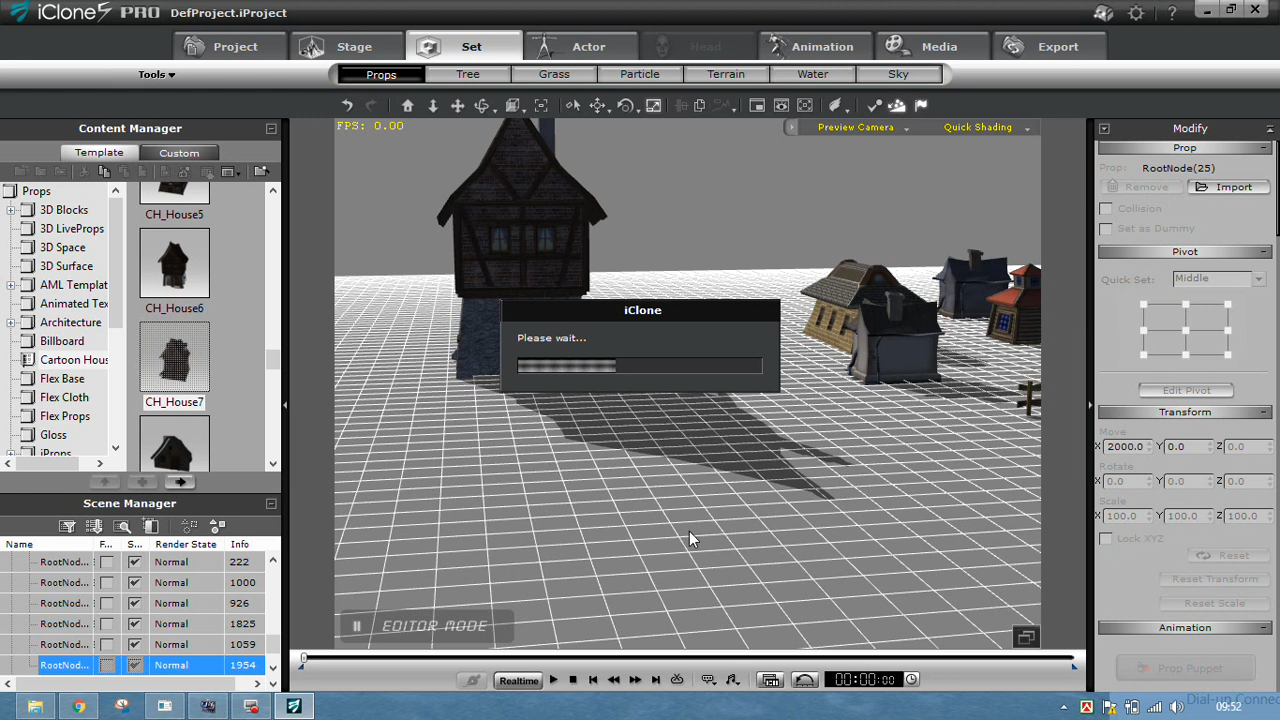 iClone5 PRO DefProject.iProject
Project Stage Set Actor Head Animation Media Export
Tools Props Tree Grass Particle Terrain Water Sky
Content Manager
Template Custom
Props
3D Blocks
3D LiveProps
3D Space
3D Surface
AML Templat
Animated Tex
Architecture
Billboard
Cartoon Hous
Flex Base
Flex Cloth
Flex Props
Gloss
iProps
CH_House5
CH_House6
CH_House7
Scene Manager
Name F... S... Render State Info
RootNod... Normal 222
RootNod... Normal 1000
RootNod... Normal 926
RootNod... Normal 1825
RootNod... Normal 1059
RootNod... Normal 1954
FPS: 0.00 Preview Camera Quick Shading
iClone
Please wait...
EDITOR MODE
Realtime 00:00:00
Modify
Prop
Prop: RootNode(25)
Remove Import
Collision
Set as Dummy
Pivot
Quick Set: Middle
Edit Pivot
Transform
Move
X 2000.0 Y 0.0 Z 0.0
Rotate
X 0.0 Y 0.0 Z 0.0
Scale
X 100.0 Y 100.0 Z 100.0
Lock XYZ
Reset
Reset Transform
Reset Scale
Animation
Prop Puppet
Dial-up Connec
09:52